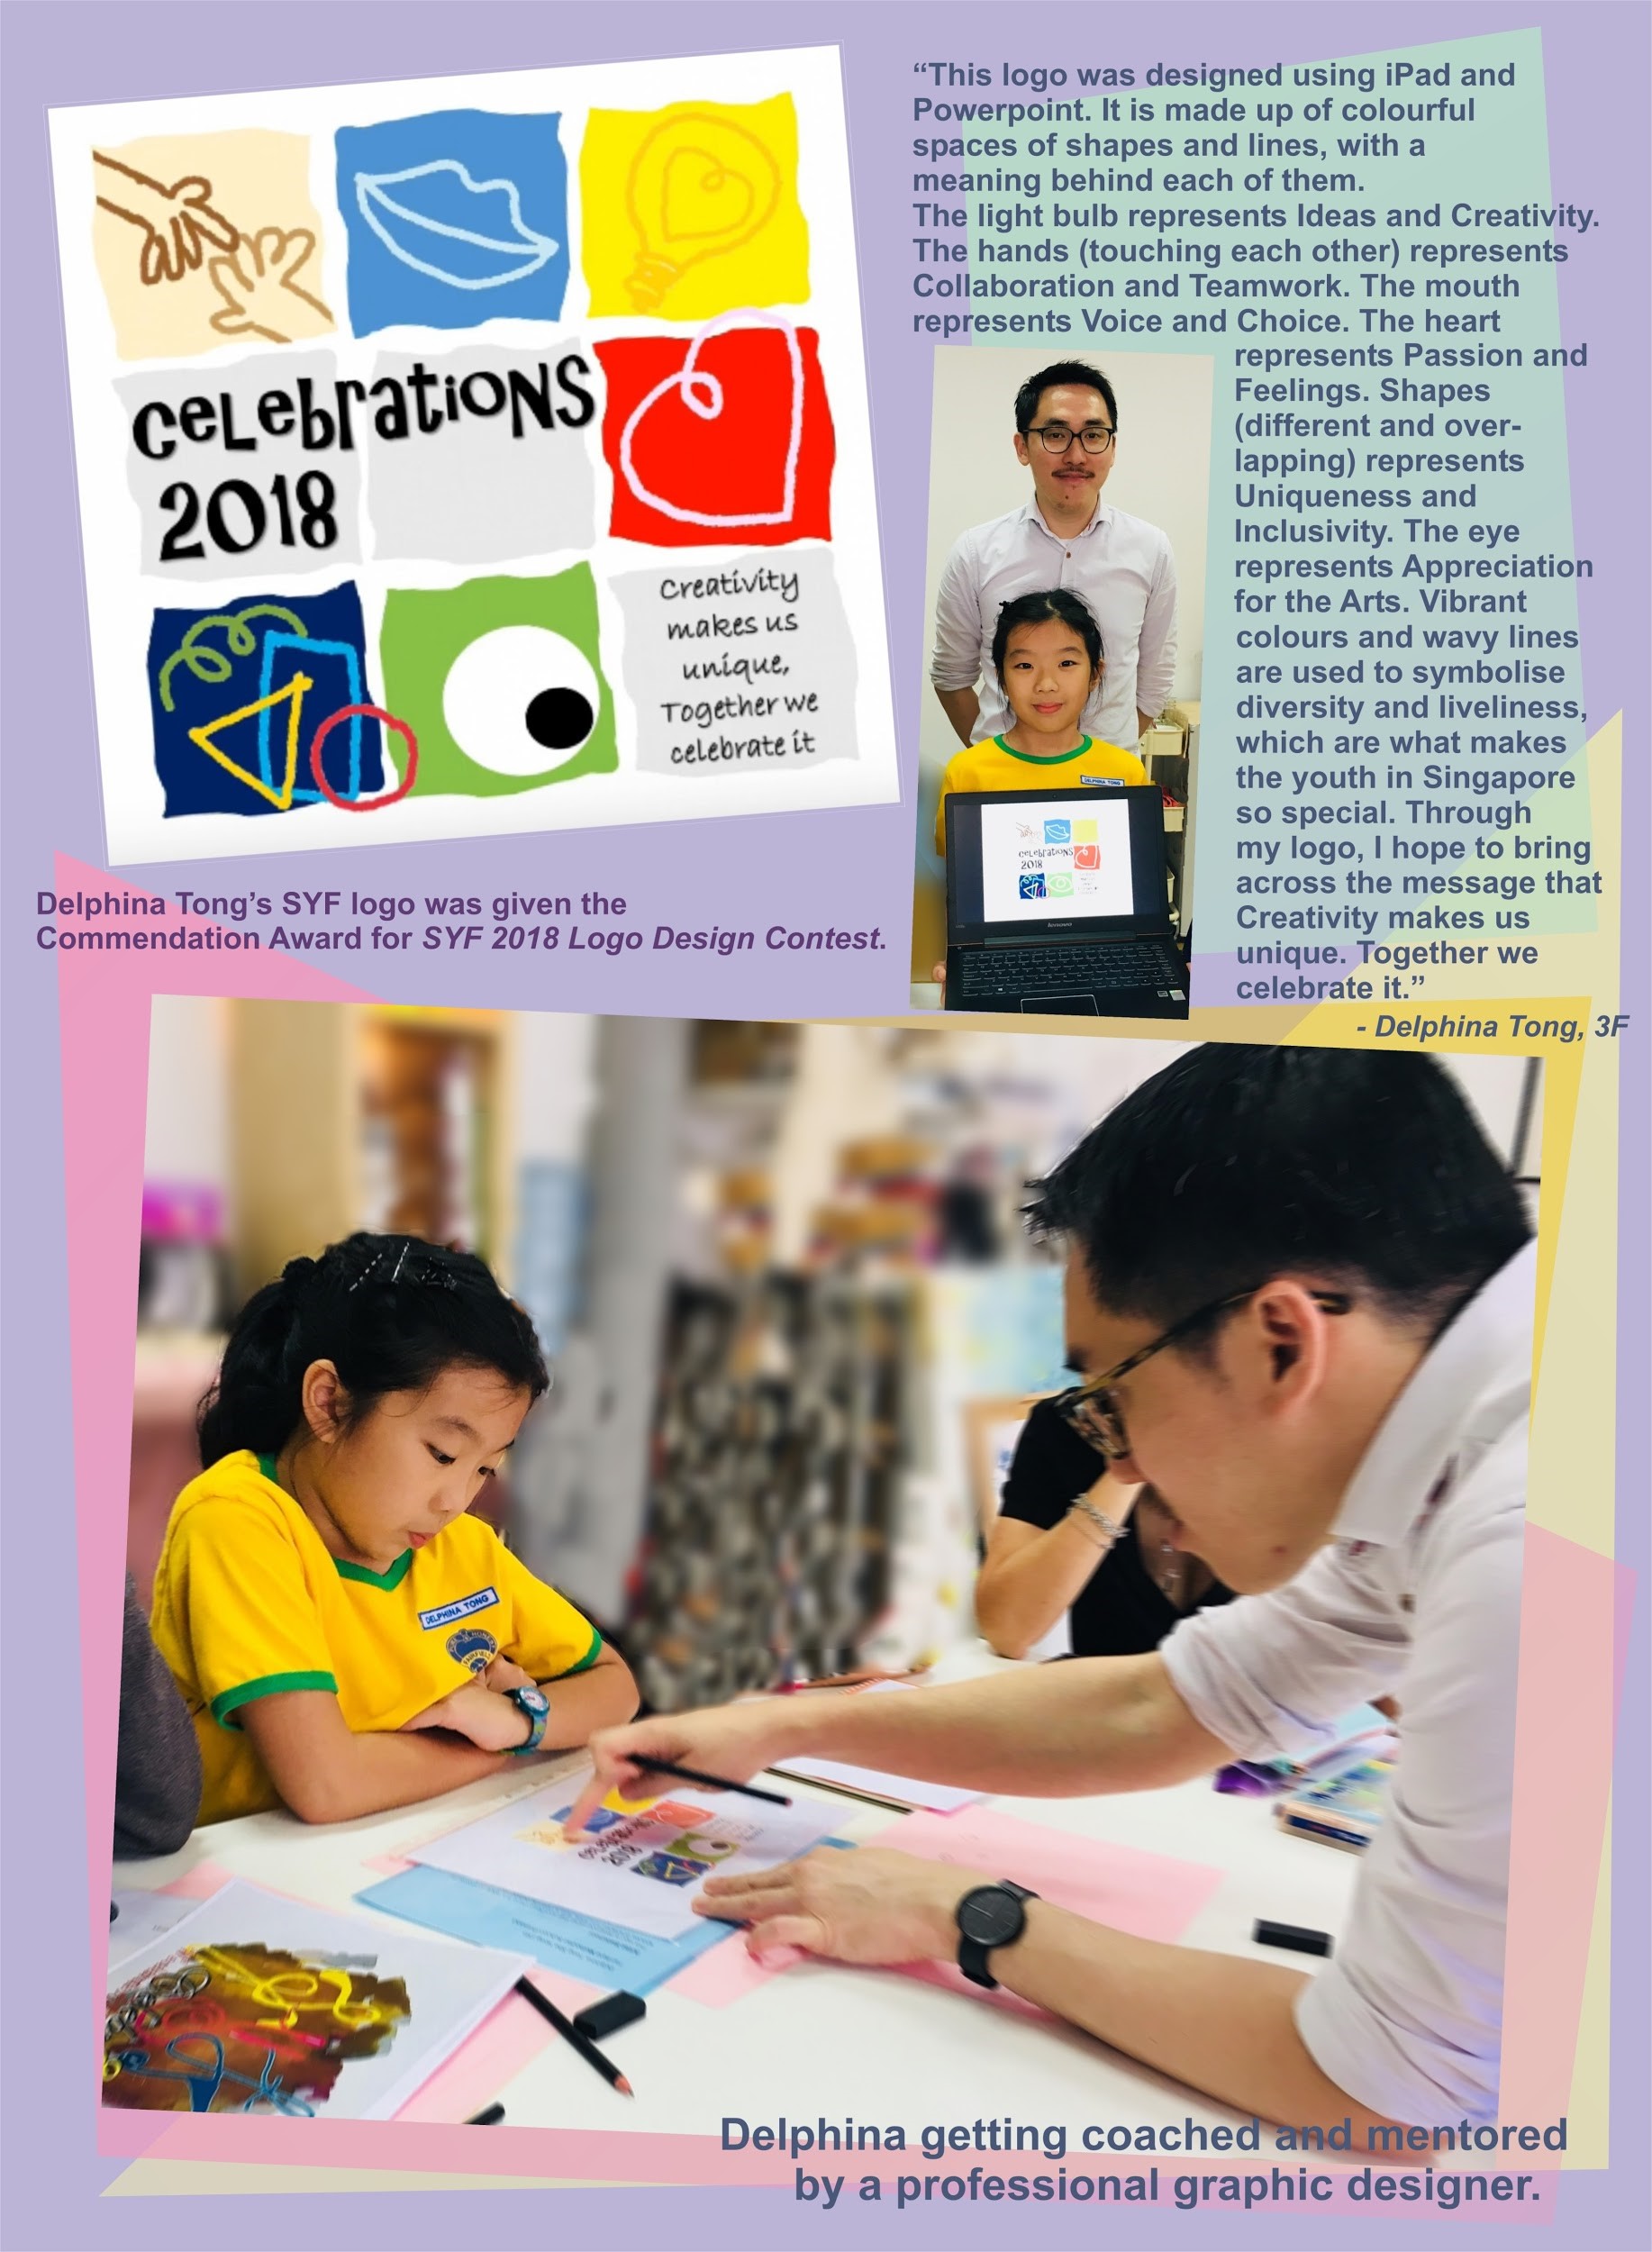 CeLebratiONS
2018
Creativity
makes us
unique,
Together we
celebrate it
Delphina Tong’s SYF logo was given the
Commendation Award for SYF 2018 Logo Design Contest.
“This logo was designed using iPad and
Powerpoint. It is made up of colourful
spaces of shapes and lines, with a
meaning behind each of them.
The light bulb represents Ideas and Creativity.
The hands (touching each other) represents
Collaboration and Teamwork. The mouth
represents Voice and Choice. The heart
represents Passion and
Feelings. Shapes
(different and over-
lapping) represents
Uniqueness and
Inclusivity. The eye
represents Appreciation
for the Arts. Vibrant
colours and wavy lines
are used to symbolise
diversity and liveliness,
which are what makes
the youth in Singapore
so special. Through
my logo, I hope to bring
across the message that
Creativity makes us
unique. Together we
celebrate it.”
- Delphina Tong, 3F
DELPHINA TONG
CeLebratiONS
2018
lenovo
DELPHINA TONG
CeLebratiONS
2018
Delphina getting coached and mentored
by a professional graphic designer.